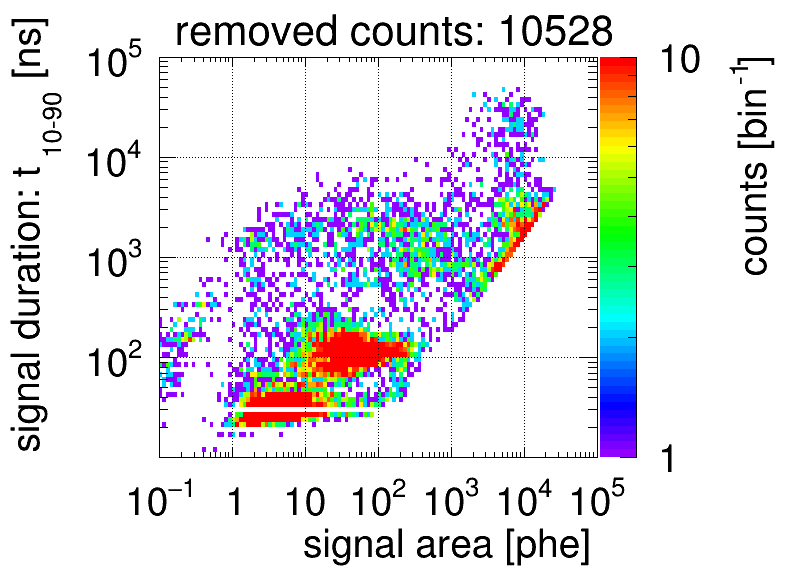 removed counts: 10528
signal duration: t 10-90 [ns]
10^5
10^4
10^3
10^2
10^−1 1 10 10^2 10^3 10^4 10^5
signal area [phe]
10
1
counts [bin^-1]